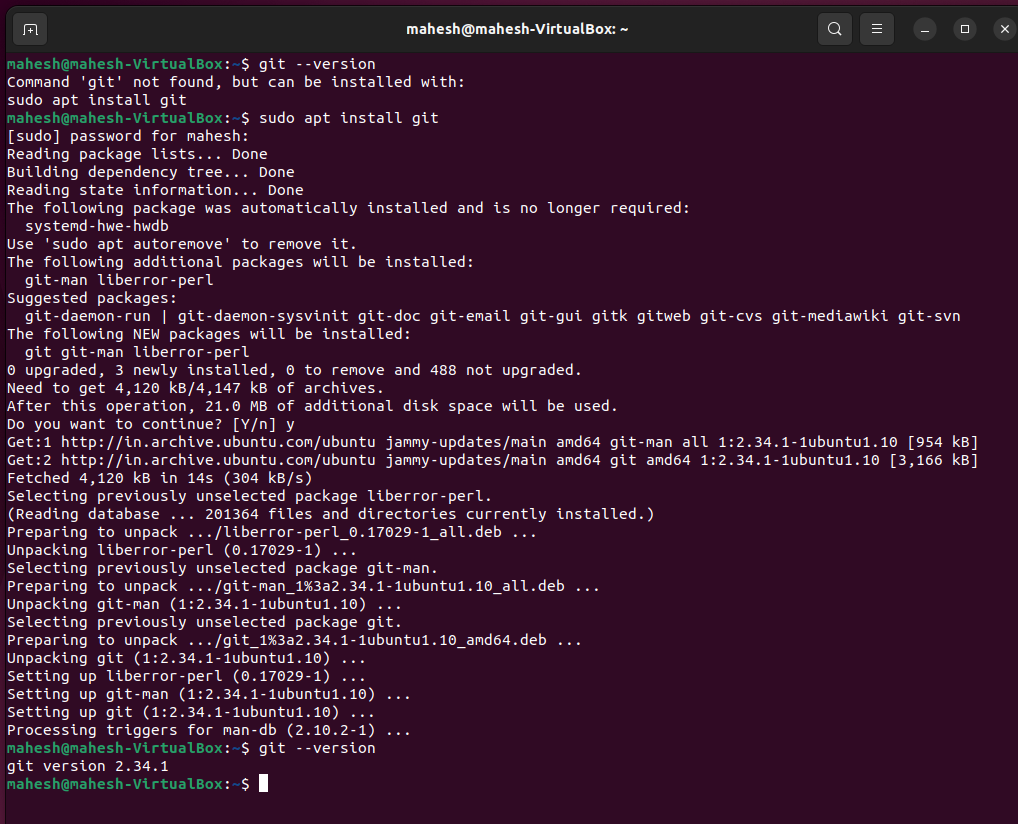 mahesh@mahesh-VirtualBox: ~
mahesh@mahesh-VirtualBox:~$ git --version
Command 'git' not found, but can be installed with:
sudo apt install git
mahesh@mahesh-VirtualBox:~$ sudo apt install git
[sudo] password for mahesh:
Reading package lists... Done
Building dependency tree... Done
Reading state information... Done
The following package was automatically installed and is no longer required:
  systemd-hwe-hwdb
Use 'sudo apt autoremove' to remove it.
The following additional packages will be installed:
  git-man liberror-perl
Suggested packages:
  git-daemon-run | git-daemon-sysvinit git-doc git-email git-gui gitk gitweb git-cvs git-mediawiki git-svn
The following NEW packages will be installed:
  git git-man liberror-perl
0 upgraded, 3 newly installed, 0 to remove and 488 not upgraded.
Need to get 4,120 kB/4,147 kB of archives.
After this operation, 21.0 MB of additional disk space will be used.
Do you want to continue? [Y/n] y
Get:1 http://in.archive.ubuntu.com/ubuntu jammy-updates/main amd64 git-man all 1:2.34.1-1ubuntu1.10 [954 kB]
Get:2 http://in.archive.ubuntu.com/ubuntu jammy-updates/main amd64 git amd64 1:2.34.1-1ubuntu1.10 [3,166 kB]
Fetched 4,120 kB in 14s (304 kB/s)
Selecting previously unselected package liberror-perl.
(Reading database ... 201364 files and directories currently installed.)
Preparing to unpack .../liberror-perl_0.17029-1_all.deb ...
Unpacking liberror-perl (0.17029-1) ...
Selecting previously unselected package git-man.
Preparing to unpack .../git-man_1%3a2.34.1-1ubuntu1.10_all.deb ...
Unpacking git-man (1:2.34.1-1ubuntu1.10) ...
Selecting previously unselected package git.
Preparing to unpack .../git_1%3a2.34.1-1ubuntu1.10_amd64.deb ...
Unpacking git (1:2.34.1-1ubuntu1.10) ...
Setting up liberror-perl (0.17029-1) ...
Setting up git-man (1:2.34.1-1ubuntu1.10) ...
Setting up git (1:2.34.1-1ubuntu1.10) ...
Processing triggers for man-db (2.10.2-1) ...
mahesh@mahesh-VirtualBox:~$ git --version
git version 2.34.1
mahesh@mahesh-VirtualBox:~$